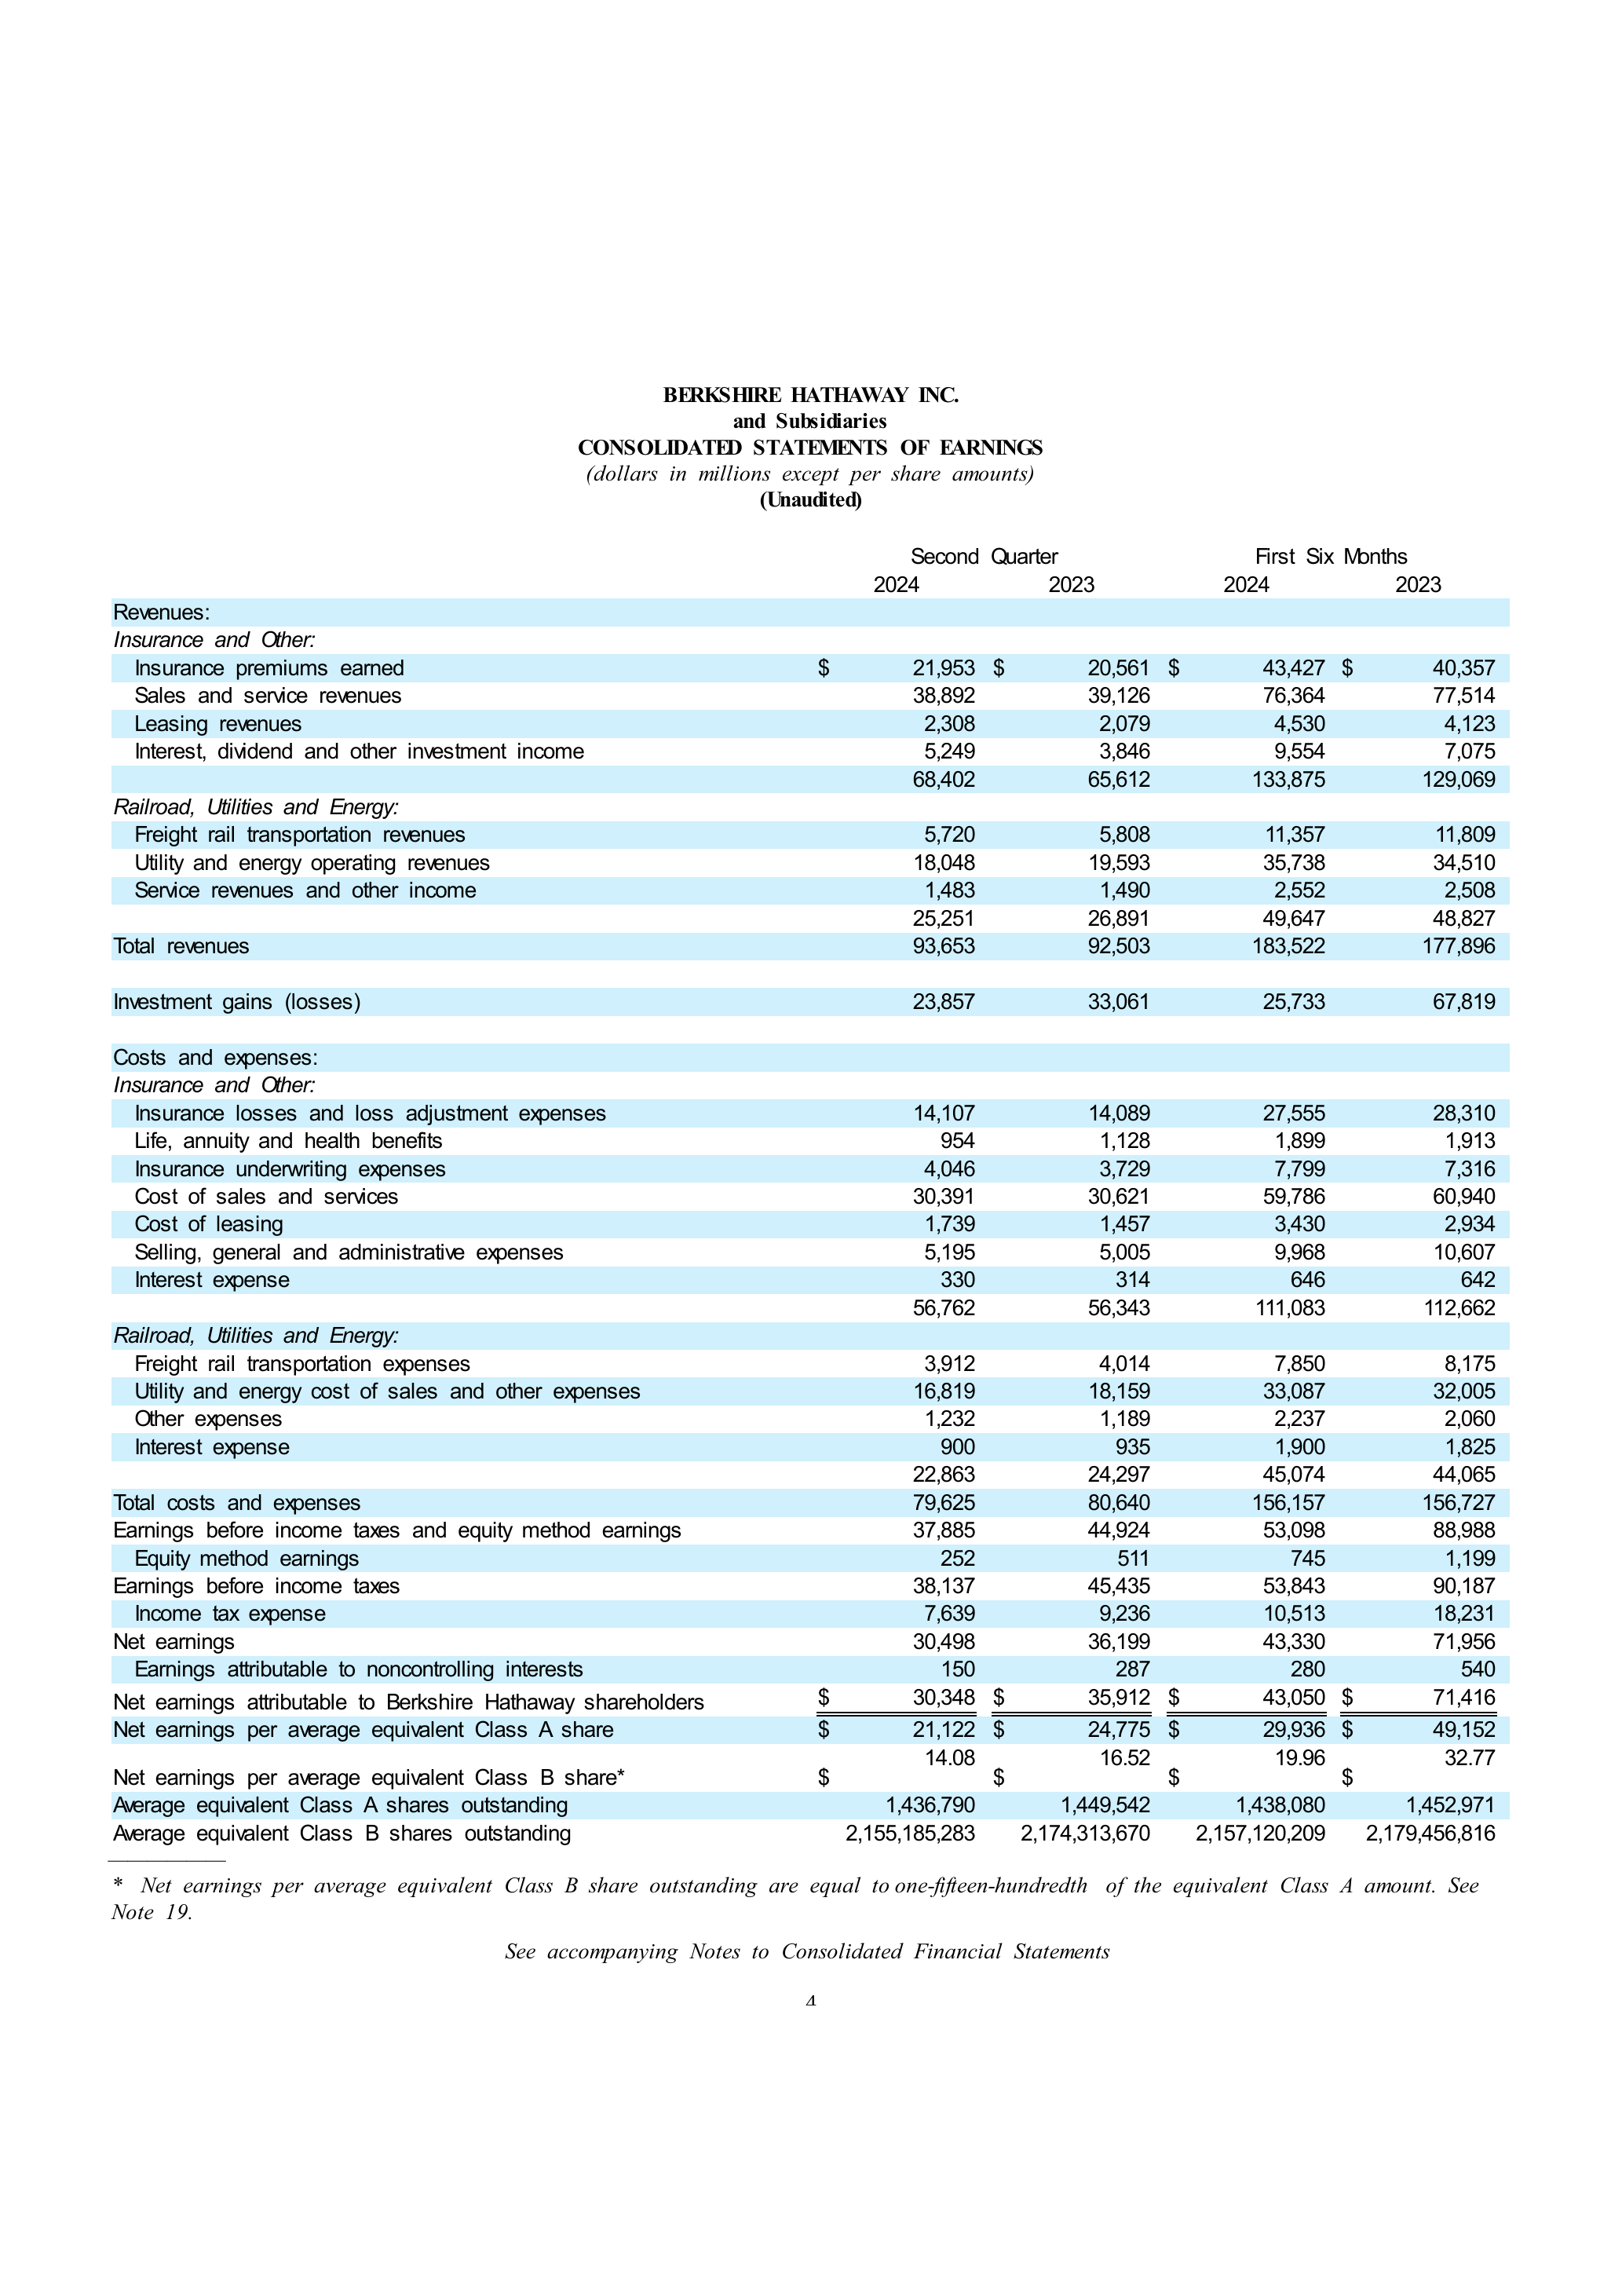 BERKSHIRE HATHAWAY INC.
and Subsidiaries
CONSOLIDATED STATEMENTS OF EARNINGS
(dollars in millions except per share amounts)
(Unaudited)
Second Quarter First Six Months
2024 2023 2024 2023
Revenues:
Insurance and Other:
Insurance premiums earned $ 21,953 $ 20,561 $ 43,427 $ 40,357
Sales and service revenues 38,892 39,126 76,364 77,514
Leasing revenues 2,308 2,079 4,530 4,123
Interest, dividend and other investment income 5,249 3,846 9,554 7,075
68,402 65,612 133,875 129,069
Railroad, Utilities and Energy:
Freight rail transportation revenues 5,720 5,808 11,357 11,809
Utility and energy operating revenues 18,048 19,593 35,738 34,510
Service revenues and other income 1,483 1,490 2,552 2,508
25,251 26,891 49,647 48,827
Total revenues 93,653 92,503 183,522 177,896
Investment gains (losses) 23,857 33,061 25,733 67,819
Costs and expenses:
Insurance and Other:
Insurance losses and loss adjustment expenses 14,107 14,089 27,555 28,310
Life, annuity and health benefits 954 1,128 1,899 1,913
Insurance underwriting expenses 4,046 3,729 7,799 7,316
Cost of sales and services 30,391 30,621 59,786 60,940
Cost of leasing 1,739 1,457 3,430 2,934
Selling, general and administrative expenses 5,195 5,005 9,968 10,607
Interest expense 330 314 646 642
56,762 56,343 111,083 112,662
Railroad, Utilities and Energy:
Freight rail transportation expenses 3,912 4,014 7,850 8,175
Utility and energy cost of sales and other expenses 16,819 18,159 33,087 32,005
Other expenses 1,232 1,189 2,237 2,060
Interest expense 900 935 1,900 1,825
22,863 24,297 45,074 44,065
Total costs and expenses 79,625 80,640 156,157 156,727
Earnings before income taxes and equity method earnings 37,885 44,924 53,098 88,988
Equity method earnings 252 511 745 1,199
Earnings before income taxes 38,137 45,435 53,843 90,187
Income tax expense 7,639 9,236 10,513 18,231
Net earnings 30,498 36,199 43,330 71,956
Earnings attributable to noncontrolling interests 150 287 280 540
Net earnings attributable to Berkshire Hathaway shareholders $ 30,348 $ 35,912 $ 43,050 $ 71,416
Net earnings per average equivalent Class A share $ 21,122 $ 24,775 $ 29,936 $ 49,152
14.08 16.52 19.96 32.77
Net earnings per average equivalent Class B share* $ $ $ $
Average equivalent Class A shares outstanding 1,436,790 1,449,542 1,438,080 1,452,971
Average equivalent Class B shares outstanding 2,155,185,283 2,174,313,670 2,157,120,209 2,179,456,816
* Net earnings per average equivalent Class B share outstanding are equal to one-fifteen-hundredth of the equivalent Class A amount. See
Note 19.
See accompanying Notes to Consolidated Financial Statements
4